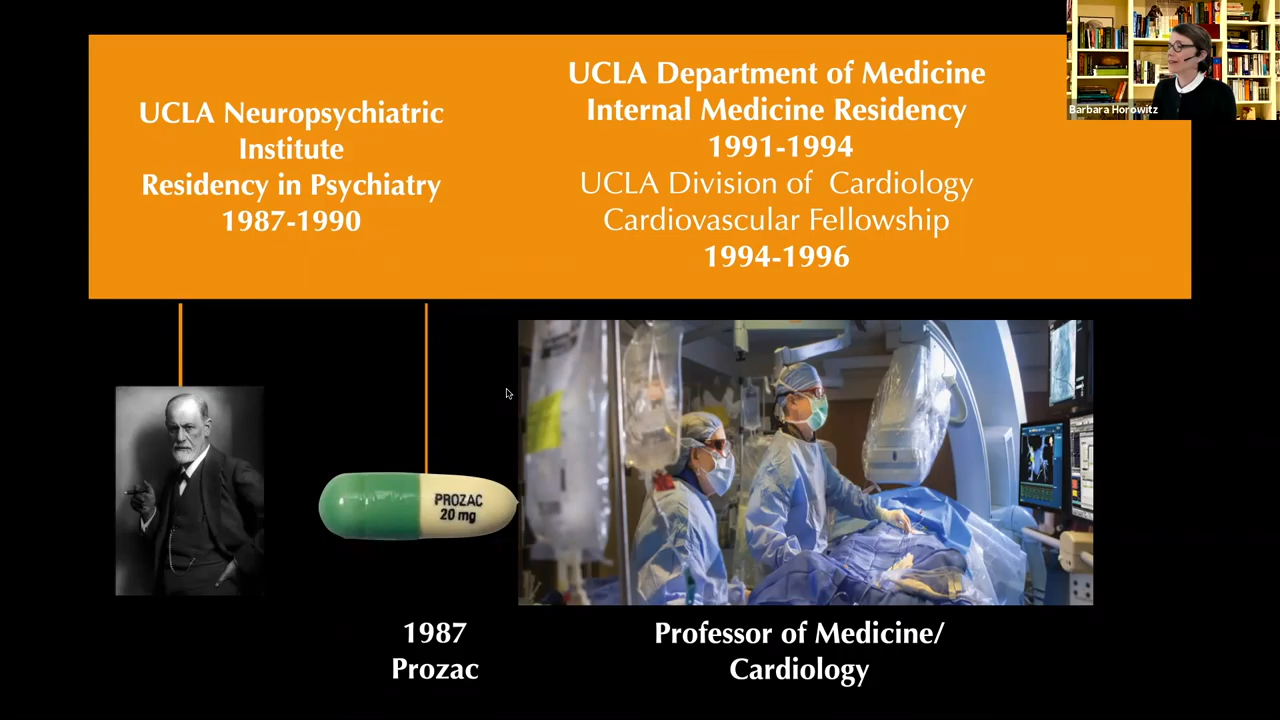 UCLA Neuropsychiatric
Institute
Residency in Psychiatry
1987-1990
UCLA Department of Medicine
Internal Medicine Residency
1991-1994
UCLA Division of Cardiology
Cardiovascular Fellowship
1994-1996
Barbara Horowitz
PROZAC
20 mg
1987
Prozac
Professor of Medicine/
Cardiology